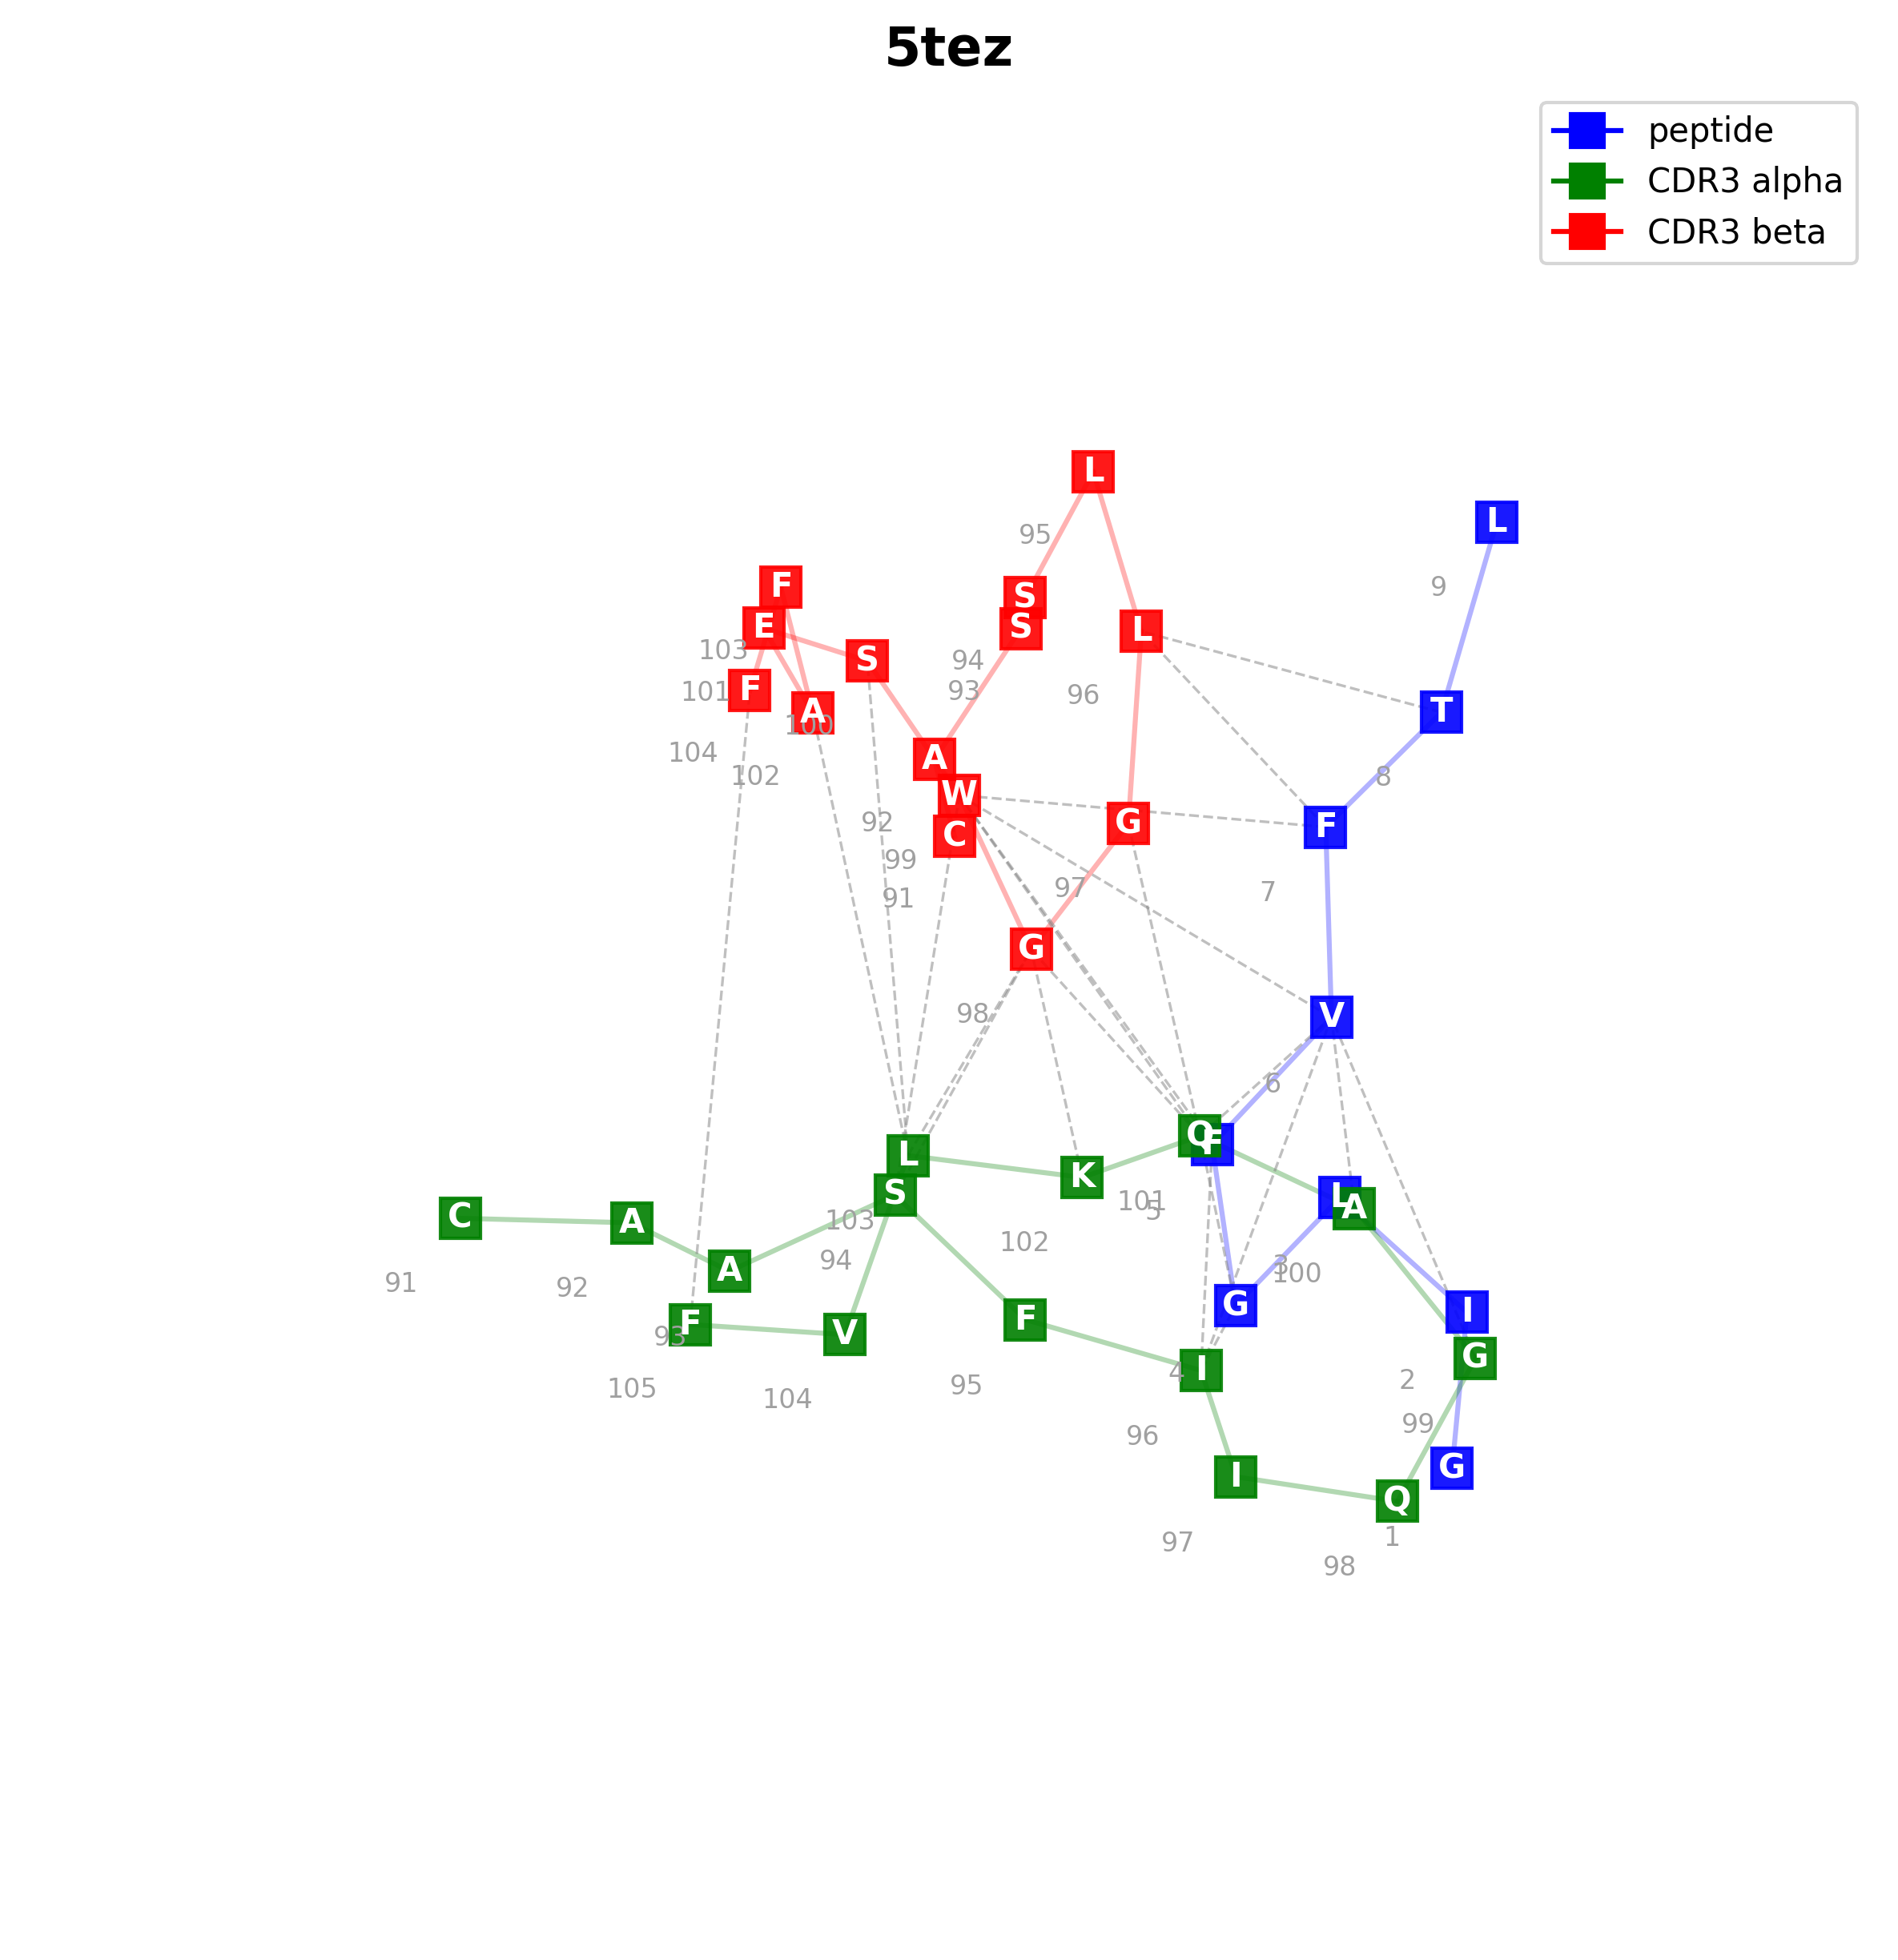 5tez
peptide
CDR3 alpha
CDR3 beta
L
95
L
9
F
S
E
S
L
S
103
94
101
F
93
96
A
100
T
104
102
A
8
W
92
G
F
C
99
91
97
7
G
98
V
6
Q
F
L
K
S
101
5
L
A
103
102
94
3
100
C
A
A
91
92
G
I
F
93
V
F
G
I
4
2
105
104
95
99
96
G
I
Q
97
1
98